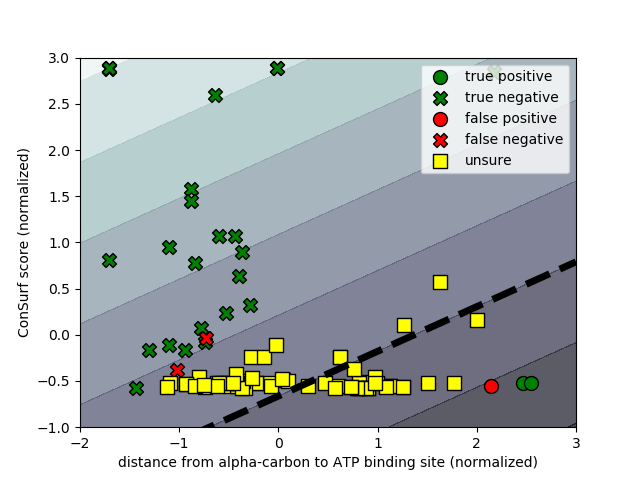 3.0
2.5
2.0
1.5
1.0
0.5
0.0
−0.5
−1.0
−2
−1
0
1
2
3
ConSurf score (normalized)
distance from alpha-carbon to ATP binding site (normalized)
true positive
true negative
false positive
false negative
unsure